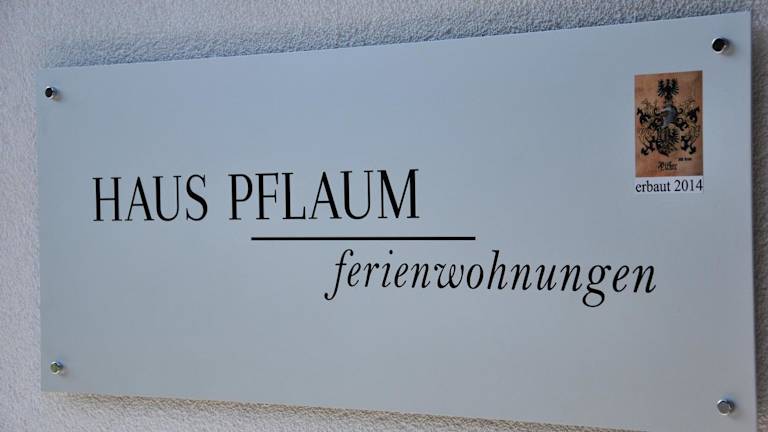 HAUS PFLAUM
ferienwohnungen
erbaut 2014